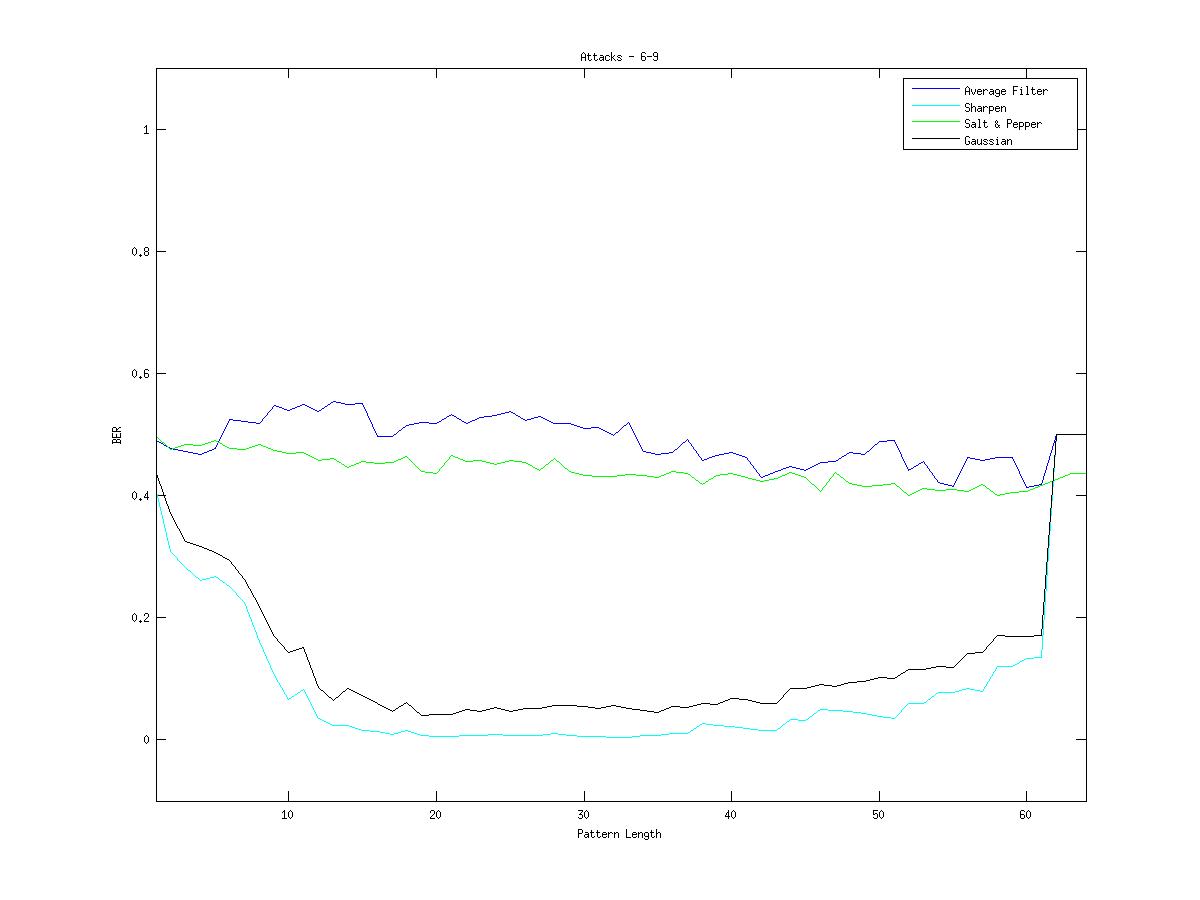 Attacks - 6-9
Average Filter
Sharpen
Salt & Pepper
Gaussian
1
0.8
0.6
0.4
0.2
0
BER
10 20 30 40 50 60
Pattern Length